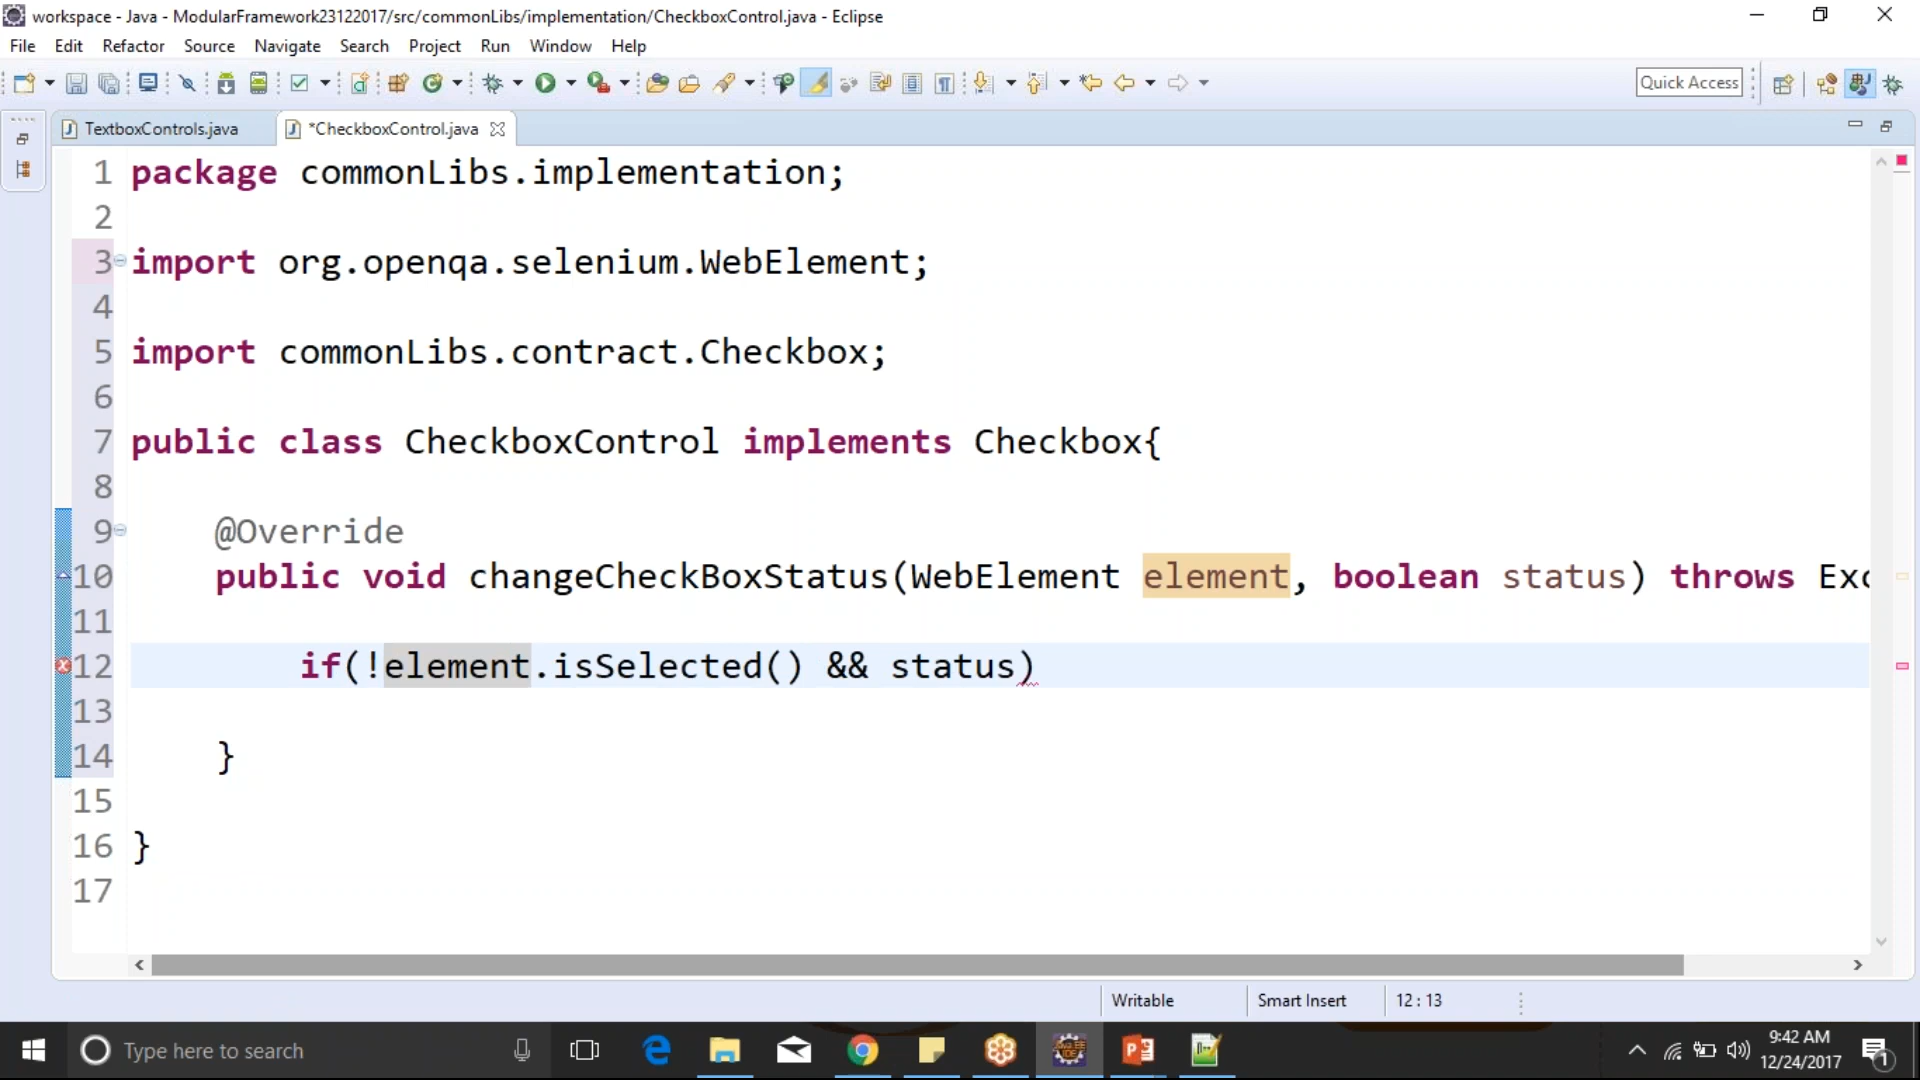 workspace - Java - ModularFramework23122017/src/commonLibs/implementation/CheckboxControl.java - Eclipse
File Edit Refactor Source Navigate Search Project Run Window Help
Quick Access
TextboxControls.java *CheckboxControl.java
1 package commonLibs.implementation;
2
3 import org.openqa.selenium.WebElement;
4
5 import commonLibs.contract.Checkbox;
6
7 public class CheckboxControl implements Checkbox{
8
9 @Override
10 public void changeCheckBoxStatus(WebElement element, boolean status) throws Exc
11
12 if(!element.isSelected() && status)
13
14 }
15
16 }
17
Writable Smart Insert 12 : 13
Type here to search
9:42 AM
12/24/2017
1